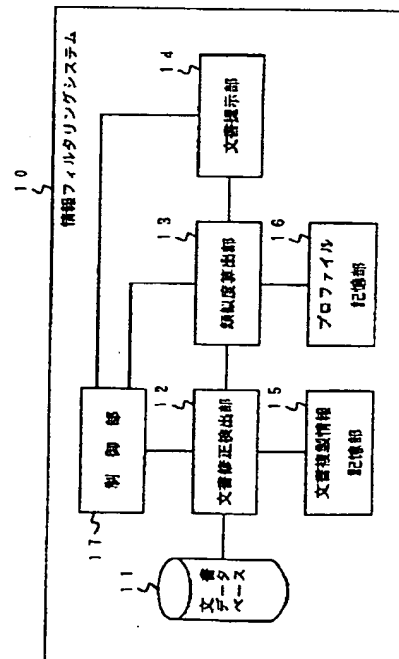 10
情報フィルタリングシステム
17
制御部
14
文書提示部
13
類似度算出部
12
文書修正検出部
11
文書データベース
16
プロファイル
記憶部
15
文書複製情報
記憶部